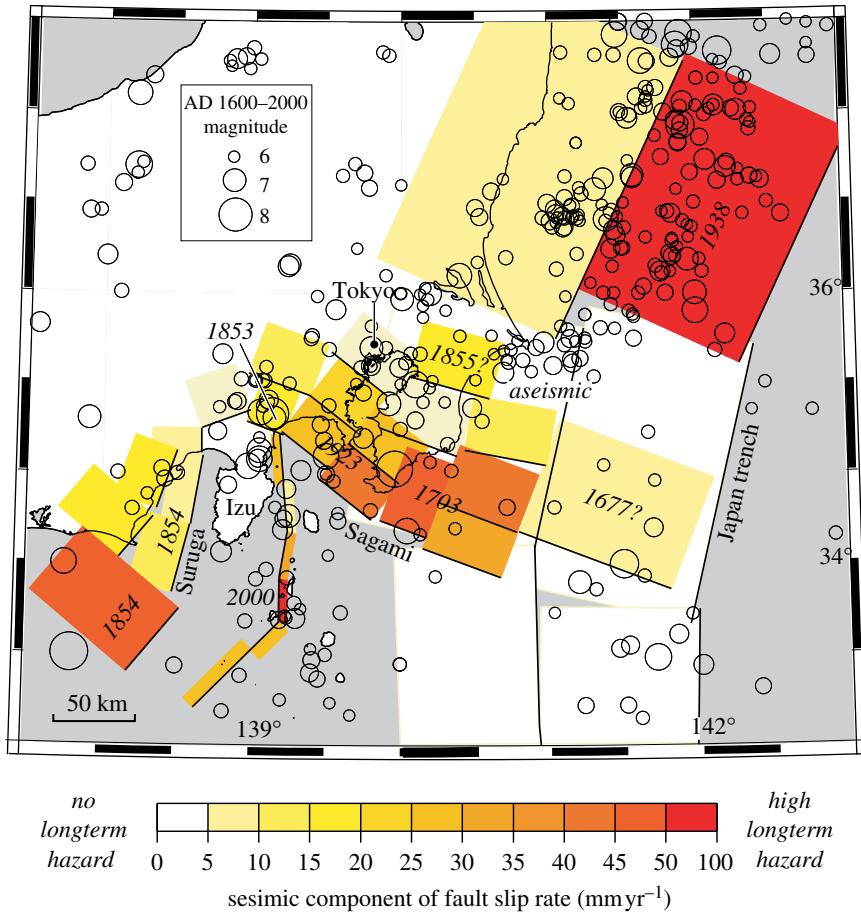 AD 1600–2000
magnitude
6
7
8
1938
36°
Tokyo
1853
1855?
aseismic
1923
1703
1677?
Japan trench
Izu
1854
Suruga
Sagami
34°
2000
1854
50 km
139°
142°
no
longterm
hazard
high
longterm
hazard
0 5 10 15 20 25 30 35 40 45 50 100
sesimic component of fault slip rate (mm yr⁻¹)